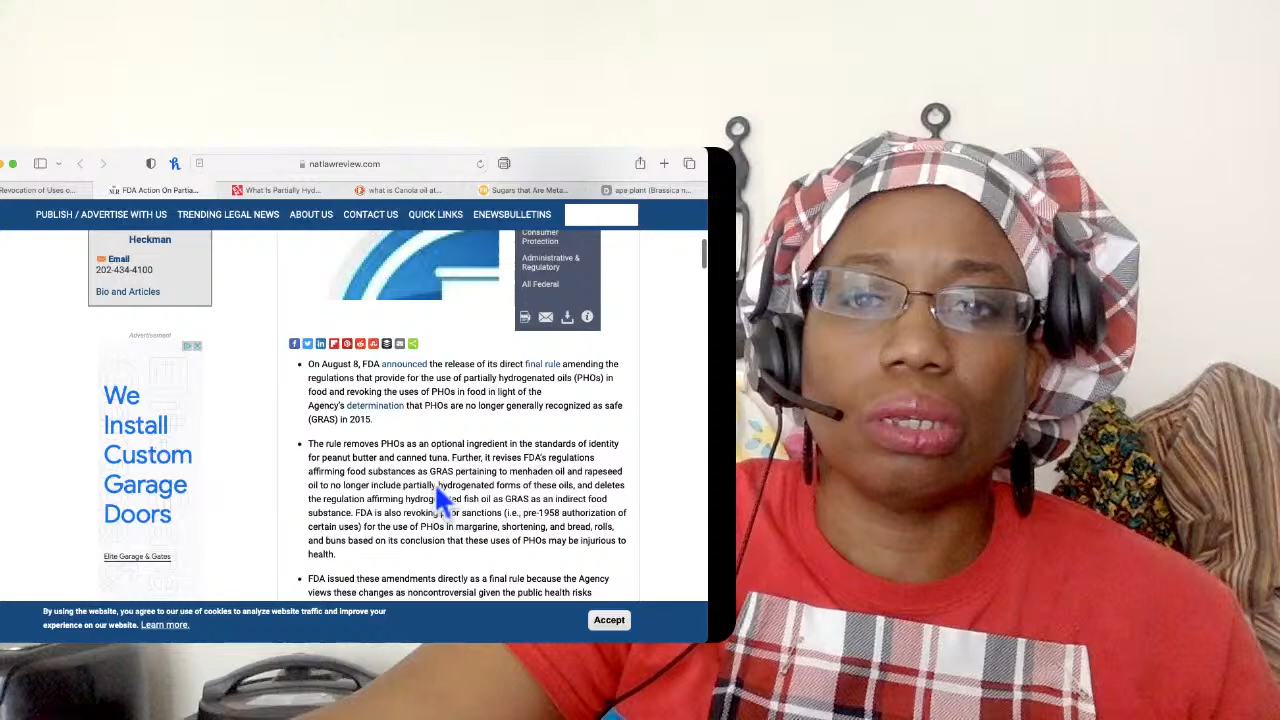 natlawreview.com
Revocation of Uses o...
FDA Action On Partia...
What Is Partially Hyd...
what is Canola oil at...
Sugars that Are Meta...
ape plant (Brassica n...
PUBLISH / ADVERTISE WITH US
TRENDING LEGAL NEWS
ABOUT US
CONTACT US
QUICK LINKS
ENEWSBULLETINS
Heckman
Email
202-434-4100
Bio and Articles
Consumer
Protection
Administrative &
Regulatory
All Federal
Advertisement
We
Install
Custom
Garage
Doors
Elite Garage & Gates
On August 8, FDA announced the release of its direct final rule amending the
regulations that provide for the use of partially hydrogenated oils (PHOs) in
food and revoking the uses of PHOs in food in light of the
Agency's determination that PHOs are no longer generally recognized as safe
(GRAS) in 2015.
The rule removes PHOs as an optional ingredient in the standards of identity
for peanut butter and canned tuna. Further, it revises FDA's regulations
affirming food substances as GRAS pertaining to menhaden oil and rapeseed
oil to no longer include partially hydrogenated forms of these oils, and deletes
the regulation affirming hydrog ed fish oil as GRAS as an indirect food
substance. FDA is also revoking sanctions (i.e., pre-1958 authorization of
certain uses) for the use of PHOs in margarine, shortening, and bread, rolls,
and buns based on its conclusion that these uses of PHOs may be injurious to
health.
FDA issued these amendments directly as a final rule because the Agency
views these changes as noncontroversial given the public health risks
By using the website, you agree to our use of cookies to analyze website traffic and improve your
experience on our website. Learn more.
Accept